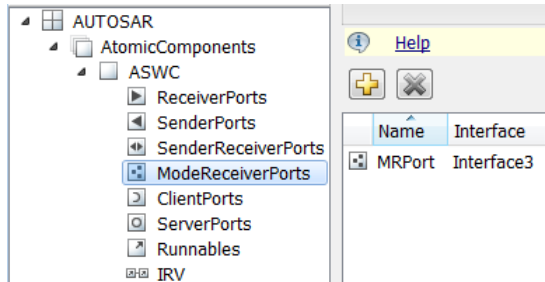 AUTOSAR
AtomicComponents
ASWC
ReceiverPorts
SenderPorts
SenderReceiverPorts
ModeReceiverPorts
ClientPorts
ServerPorts
Runnables
IRV
Help
Name Interface
MRPort Interface3